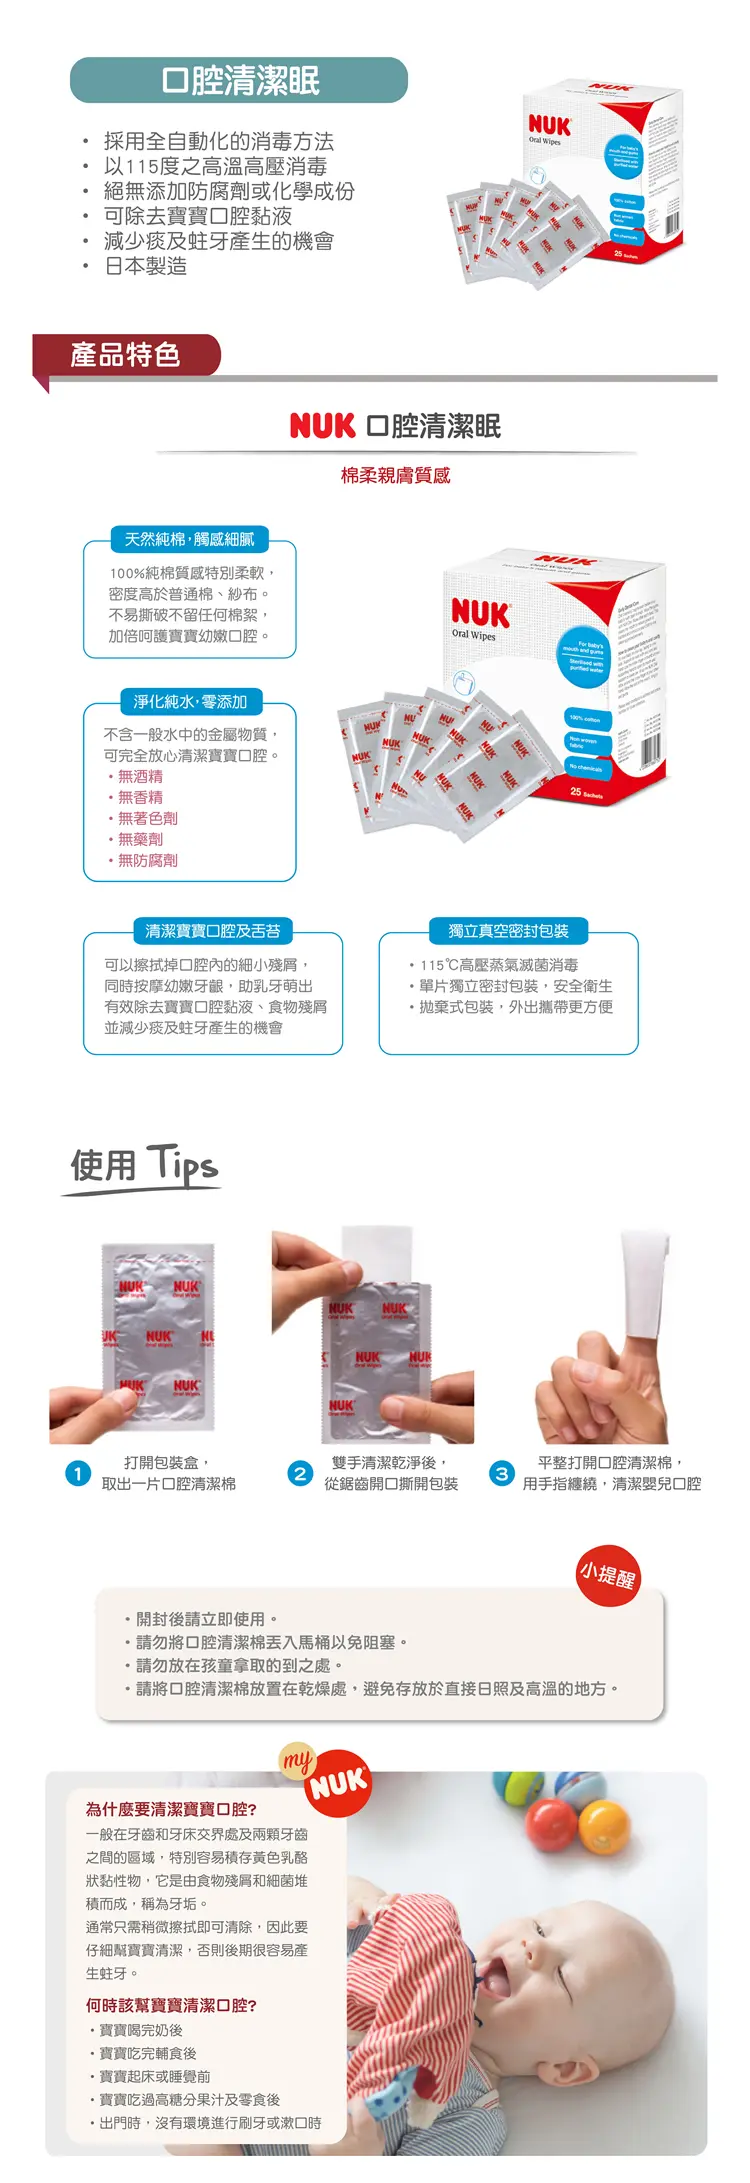 口腔清潔眠
• 採用全自動化的消毒方法
• 以115度之高溫高壓消毒
• 絕無添加防腐劑或化學成份
• 可除去寶寶口腔黏液
• 減少痰及蛀牙產生的機會
• 日本製造
NUK
Oral Wipes
For baby's
mouth and gums
Sterilised with
purified water
100% cotton
Non woven
fabric
No chemicals
25 Sachets
產品特色
NUK 口腔清潔眠
棉柔親膚質感
天然純棉，觸感細膩
100%純棉質感特別柔軟，
密度高於普通棉、紗布。
不易撕破不留任何棉絮，
加倍呵護寶寶幼嫩口腔。
NUK
Oral Wipes
For baby's
mouth and gums
Sterilised with
purified water
100% cotton
Non woven
fabric
No chemicals
25 Sachets
淨化純水，零添加
不含一般水中的金屬物質，
可完全放心清潔寶寶口腔。
・無酒精
・無香精
・無著色劑
・無藥劑
・無防腐劑
清潔寶寶口腔及舌苔
可以擦拭掉口腔內的細小殘屑，
同時按摩幼嫩牙齦，助乳牙萌出
有效除去寶寶口腔黏液、食物殘屑
並減少痰及蛀牙產生的機會
獨立真空密封包裝
・115℃高壓蒸氣滅菌消毒
・單片獨立密封包裝，安全衛生
・拋棄式包裝，外出攜帶更方便
使用 Tips
NUK NUK
NUK
NUK NUK
NUK NUK
NUK NUK
NUK
1
打開包裝盒，
取出一片口腔清潔棉
2
雙手清潔乾淨後，
從鋸齒開口撕開包裝
3
平整打開口腔清潔棉，
用手指纏繞，清潔嬰兒口腔
小提醒
・開封後請立即使用。
・請勿將口腔清潔棉丟入馬桶以免阻塞。
・請勿放在孩童拿取的到之處。
・請將口腔清潔棉放置在乾燥處，避免存放於直接日照及高溫的地方。
my
NUK
為什麼要清潔寶寶口腔?
一般在牙齒和牙床交界處及兩顆牙齒
之間的區域，特別容易積存黃色乳酪
狀黏性物，它是由食物殘屑和細菌堆
積而成，稱為牙垢。
通常只需稍微擦拭即可清除，因此要
仔細幫寶寶清潔，否則後期很容易產
生蛀牙。
何時該幫寶寶清潔口腔?
・寶寶喝完奶後
・寶寶吃完輔食後
・寶寶起床或睡覺前
・寶寶吃過高糖分果汁及零食後
・出門時，沒有環境進行刷牙或漱口時